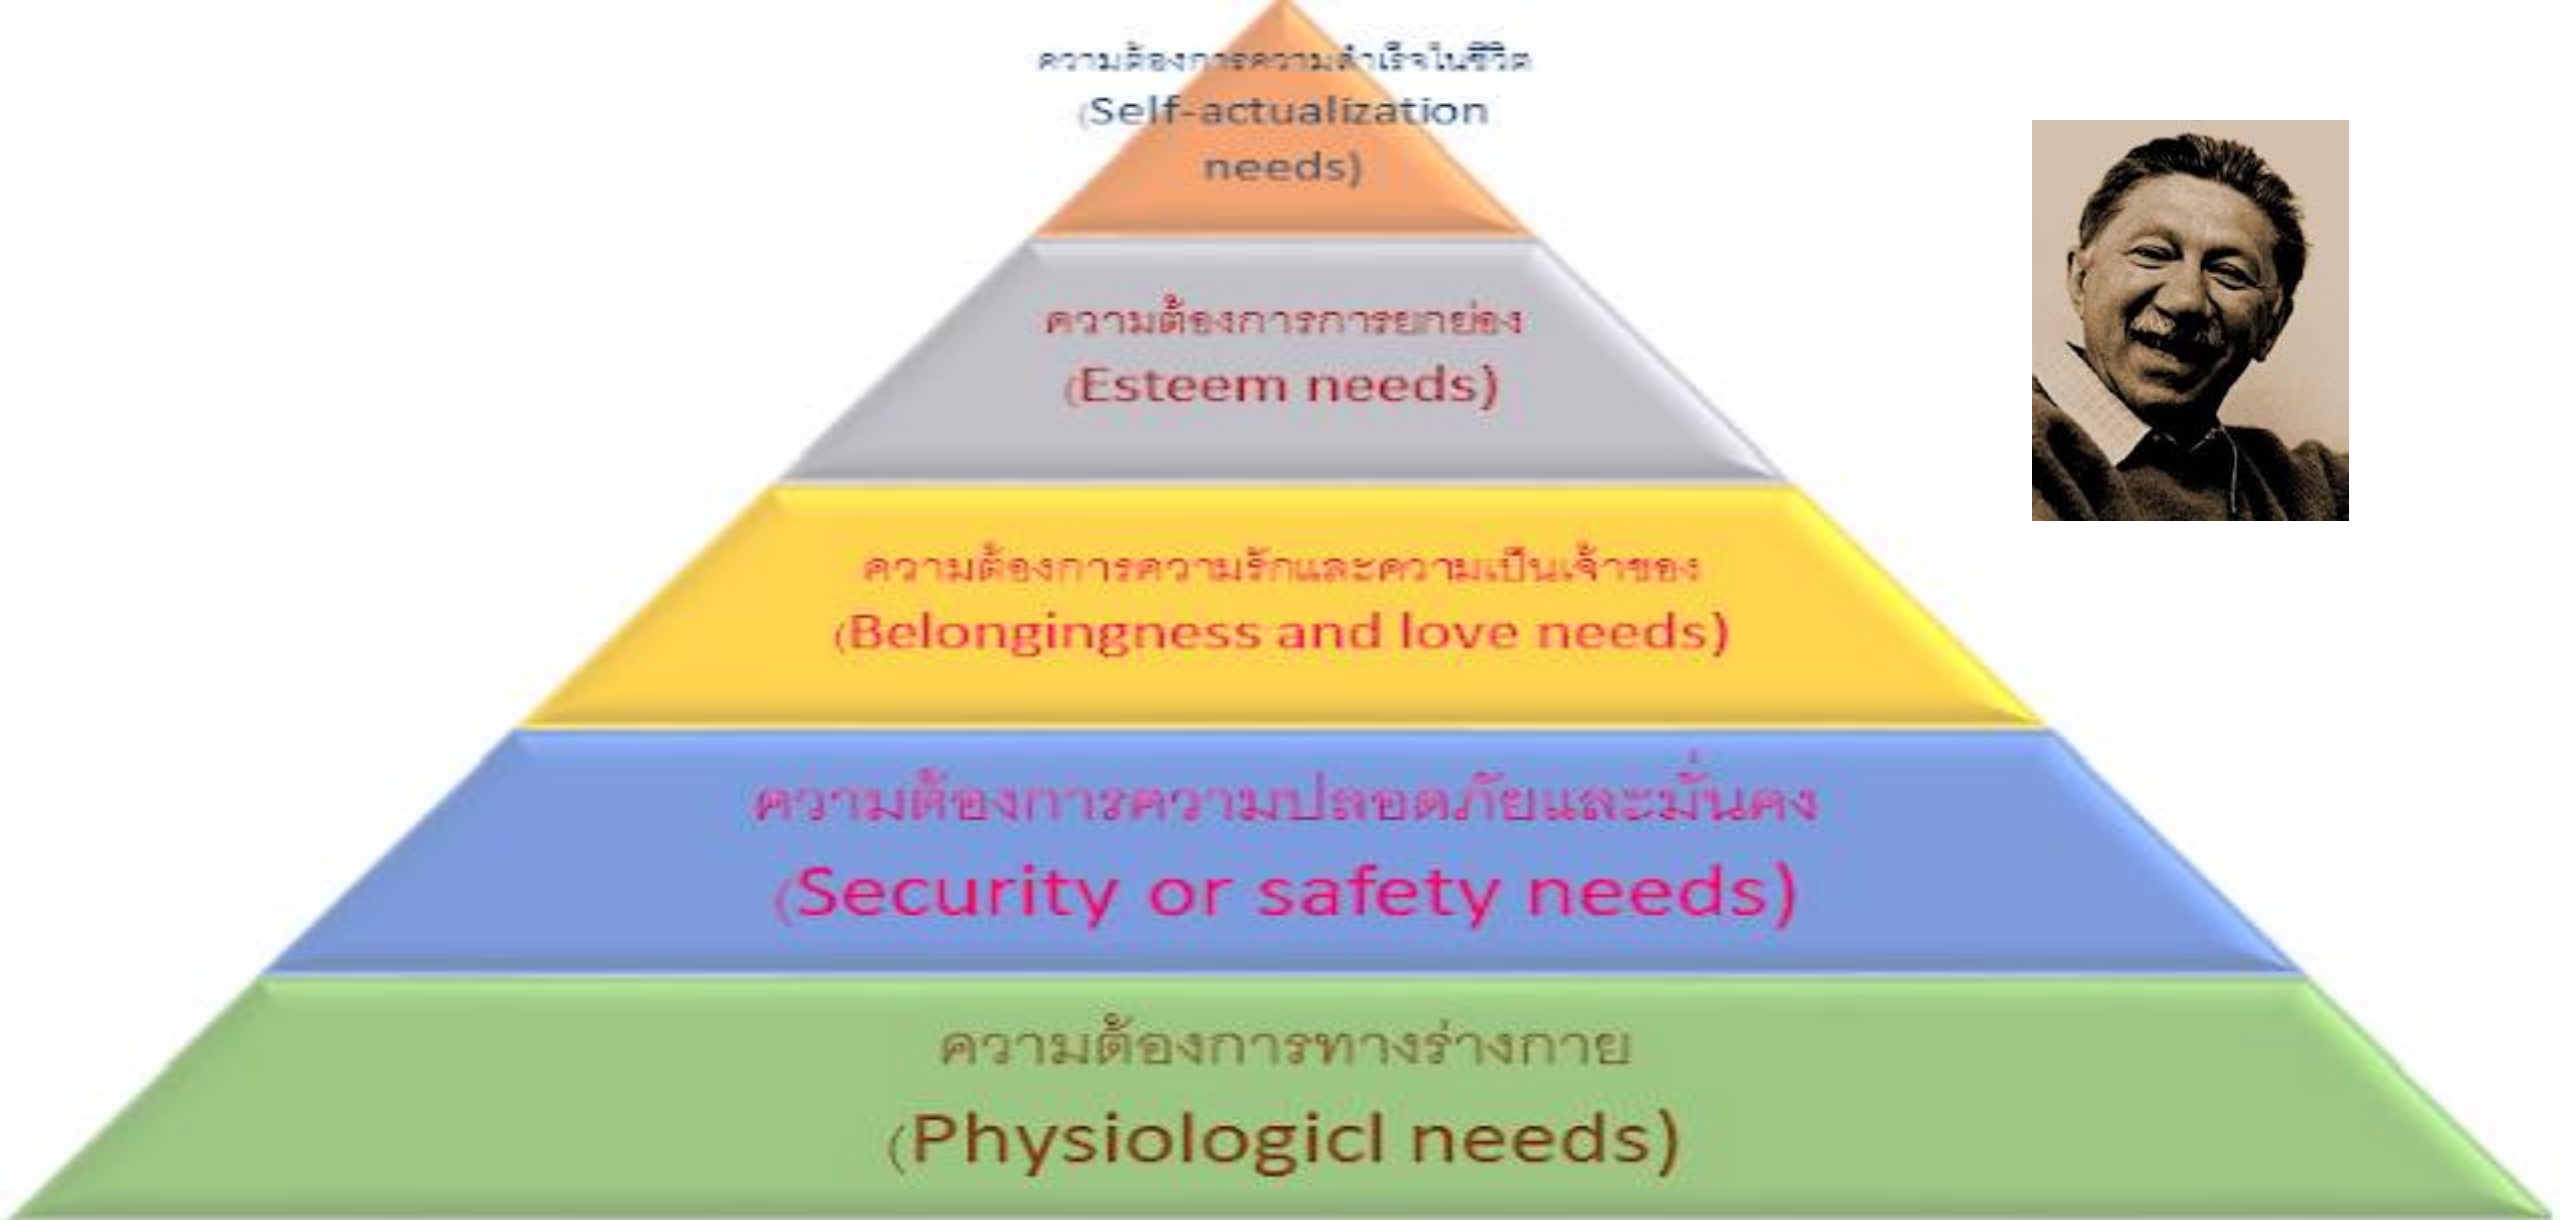 ความต้องการความสำเร็จในชีวิต
(Self-actualization
needs)
ความต้องการการยกย่อง
(Esteem needs)
ความต้องการความรักและความเป็นเจ้าของ
(Belongingness and love needs)
ความต้องการความปลอดภัยและมั่นคง
(Security or safety needs)
ความต้องการทางร่างกาย
(Physiologicl needs)